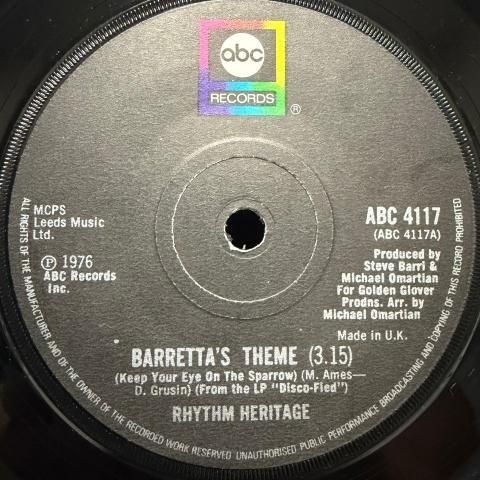 abc
RECORDS
®
MCPS
Leeds Music
Ltd.
Ⓟ 1976
ABC Records
Inc.
ABC 4117
(ABC 4117A)
Produced by
Steve Barri &
Michael Omartian
For Golden Glover
Prodns. Arr. by
Michael Omartian
Made in U.K.
BARRETTA'S THEME (3.15)
(Keep Your Eye On The Sparrow) (M. Ames—
D. Grusin) (From the LP "Disco-Fied")
RHYTHM HERITAGE
ALL RIGHTS OF THE MANUFACTURER AND OF THE OWNER OF THE RECORDED WORK RESERVED UNAUTHORISED PUBLIC PERFORMANCE BROADCASTING AND COPYING OF THIS RECORD PROHIBITED